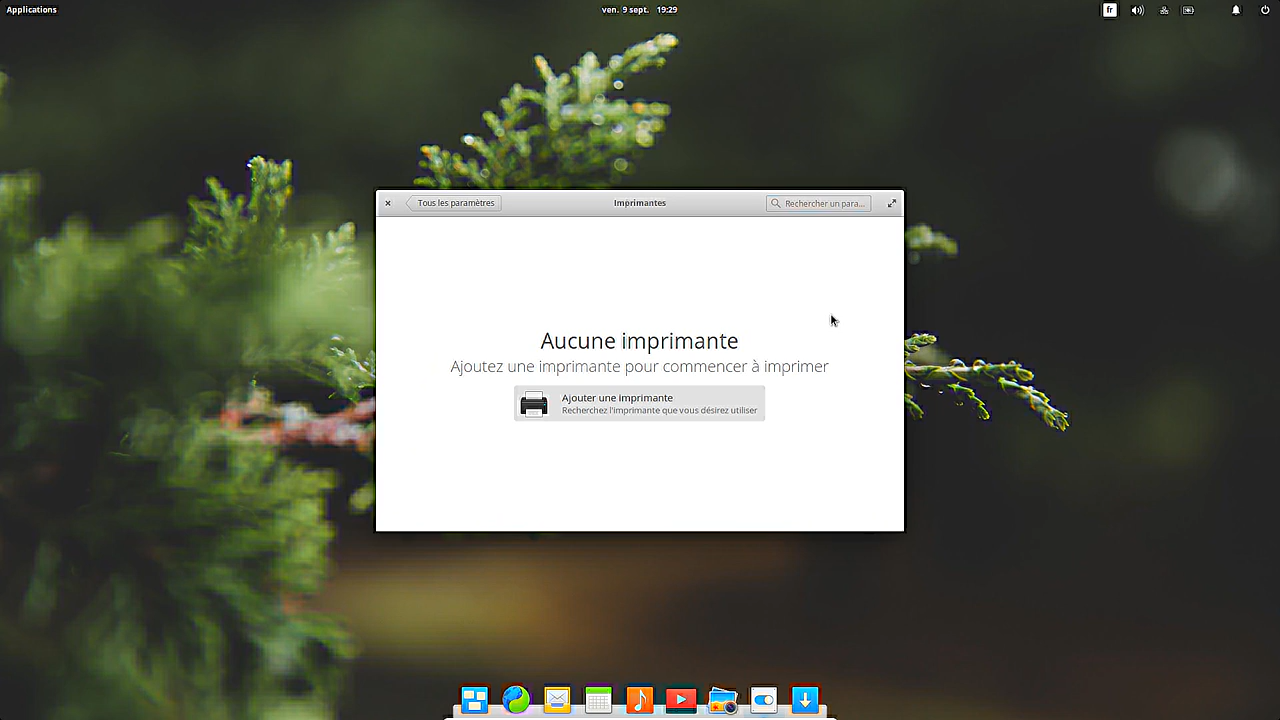 Applications
ven. 9 sept. 19:29
fr
Tous les paramètres
Imprimantes
Rechercher un para...
Aucune imprimante
Ajoutez une imprimante pour commencer à imprimer
Ajouter une imprimante
Recherchez l'imprimante que vous désirez utiliser